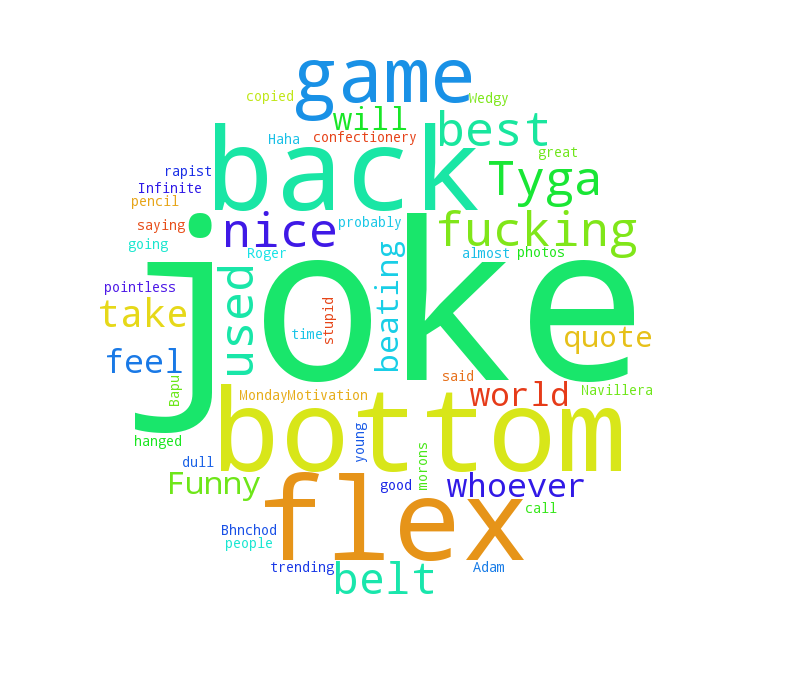 game
copied
Wedgy
will
best
Haha
confectionery
back
great
rapist
Tyga
Infinite
pencil
saying
nice
probably
fucking
going
Roger
almost
photos
joke
beating
used
pointless
take
time
stupid
quote
feel
said
world
Navillera
Bapu
MondayMotivation
bottom
hanged
young
morons
dull
Funny
good
whoever
flex
call
Bhnchod
people
trending
belt
Adam